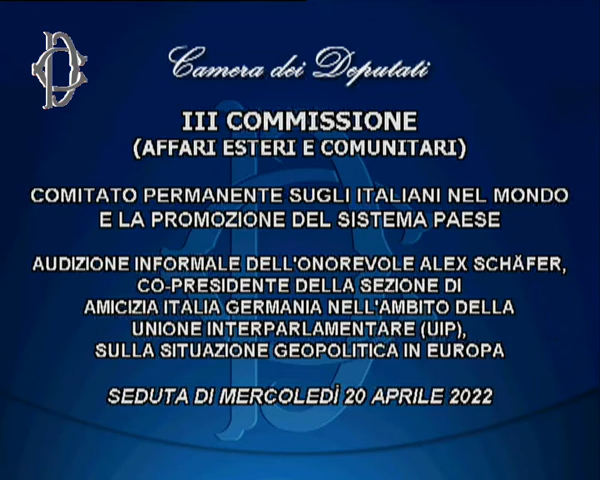 Camera dei Deputati
III COMMISSIONE
(AFFARI ESTERI E COMUNITARI)
COMITATO PERMANENTE SUGLI ITALIANI NEL MONDO
E LA PROMOZIONE DEL SISTEMA PAESE
AUDIZIONE INFORMALE DELL'ONOREVOLE ALEX SCHÄFER,
CO-PRESIDENTE DELLA SEZIONE DI
AMICIZIA ITALIA GERMANIA NELL'AMBITO DELLA
UNIONE INTERPARLAMENTARE (UIP),
SULLA SITUAZIONE GEOPOLITICA IN EUROPA
SEDUTA DI MERCOLEDÌ 20 APRILE 2022